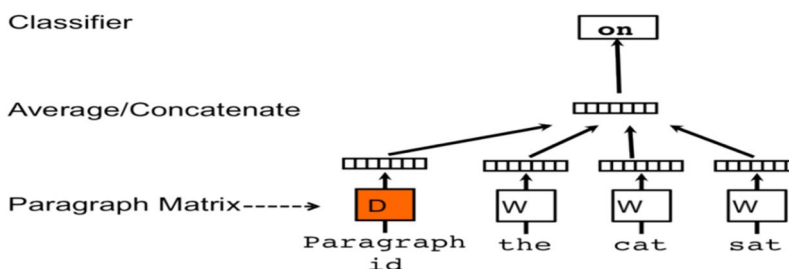 Classifier
on
Average/Concatenate
Paragraph Matrix
D
W
W
W
Paragraph
id
the
cat
sat